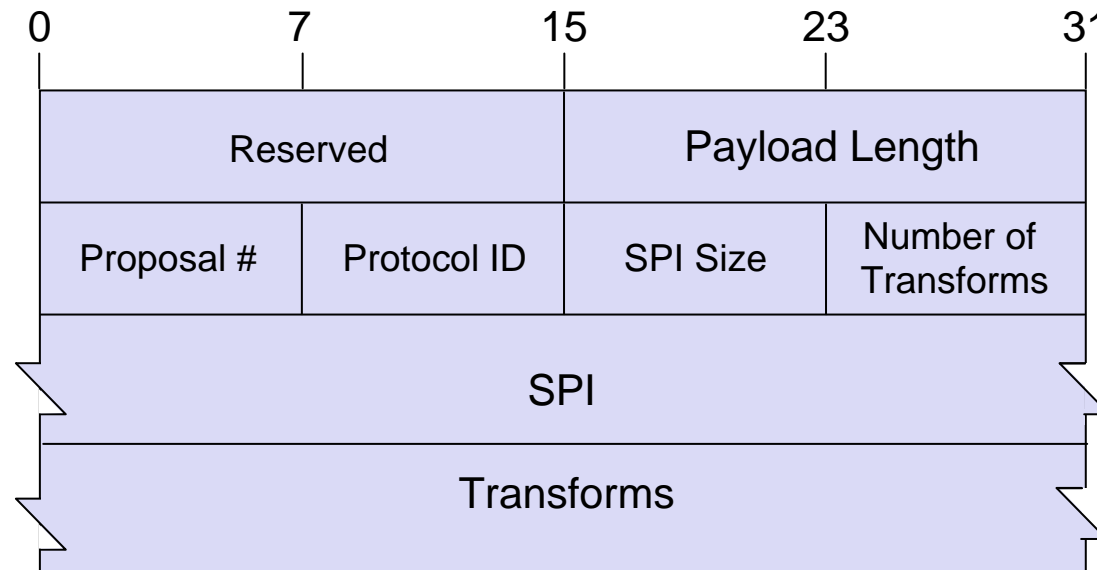 0 7 15 23 31
Reserved Payload Length
Proposal # Protocol ID SPI Size Number of
Transforms
SPI
Transforms